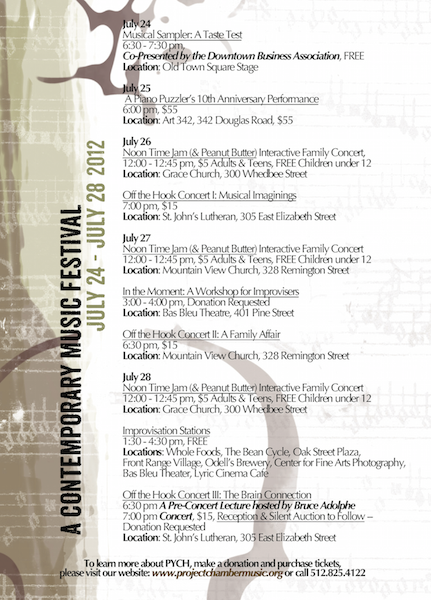 A CONTEMPORARY MUSIC FESTIVAL
JULY 24 - JULY 28 2012
July 24
Musical Sampler: A Taste Test
6:30 - 7:30 pm,
Co-Presented by the Downtown Business Association, FREE
Location: Old Town Square Stage
July 25
A Piano Puzzler's 10th Anniversary Performance
6:00 pm, $55
Location: Art 342, 342 Douglas Road, $55
July 26
Noon Time Jam (& Peanut Butter) Interactive Family Concert,
12:00 - 12:45 pm, $5 Adults & Teens, FREE Children under 12
Location: Grace Church, 300 Whedbee Street
Off the Hook Concert I: Musical Imaginings
7:00 pm, $15
Location: St. John's Lutheran, 305 East Elizabeth Street
July 27
Noon Time Jam (& Peanut Butter) Interactive Family Concert
12:00 - 12:45 pm, $5 Adults & Teens, FREE Children under 12
Location: Mountain View Church, 328 Remington Street
In the Moment: A Workshop for Improvisers
3:00 - 4:00 pm, Donation Requested
Location: Bas Bleu Theatre, 401 Pine Street
Off the Hook Concert II: A Family Affair
6:30 pm, $15
Location: Mountain View Church, 328 Remington Street
July 28
Noon Time Jam (& Peanut Butter) Interactive Family Concert
12:00 - 12:45 pm, $5 Adults & Teens, FREE Children under 12
Location: Grace Church, 300 Whedbee Street
Improvisation Stations
1:30 - 4:30 pm, FREE
Locations: Whole Foods, The Bean Cycle, Oak Street Plaza,
Front Range Village, Odell's Brewery, Center for Fine Arts Photography,
Bas Bleu Theater, Lyric Cinema Cafe
Off the Hook Concert III: The Brain Connection
6:30 pm A Pre-Concert Lecture hosted by Bruce Adolphe
7:00 pm Concert, $15, Reception & Silent Auction to Follow –
Donation Requested
Location: St. John's Lutheran, 305 East Elizabeth Street
To learn more about PYCH, make a donation and purchase tickets,
please visit our website: www.projectchambermusic.org or call 512.825.4122